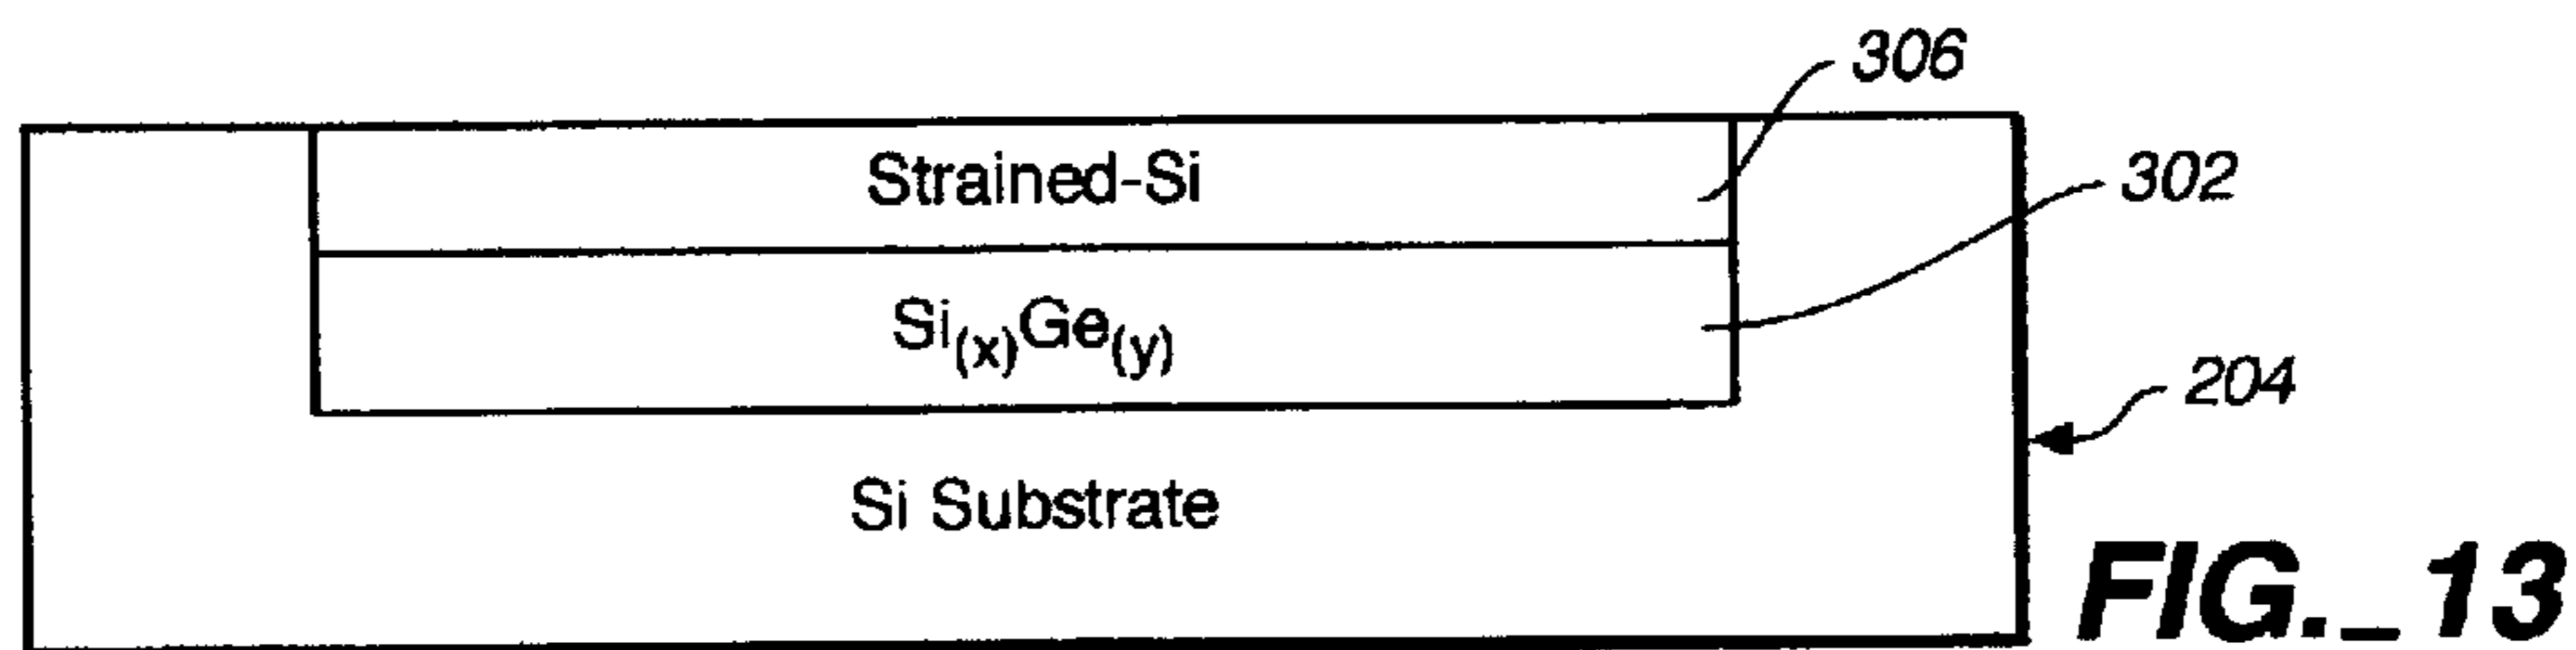 306
Strained-Si
302
Si(x)Ge(y)
204
Si Substrate
FIG._13